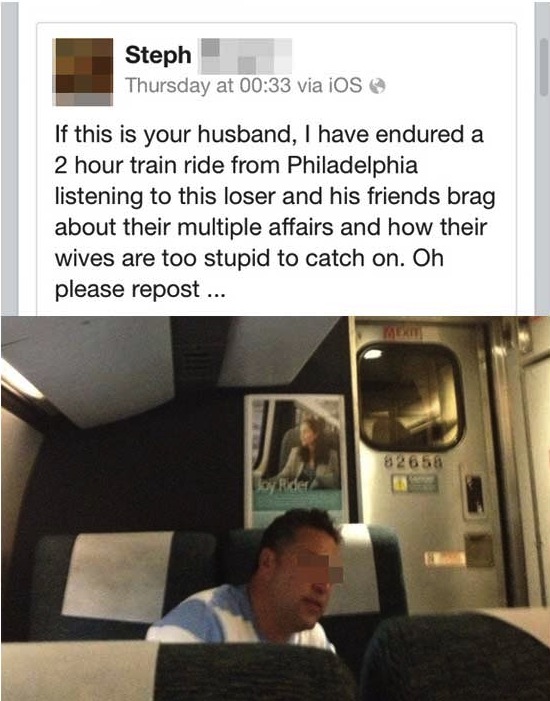 Steph
Thursday at 00:33 via iOS
If this is your husband, I have endured a
2 hour train ride from Philadelphia
listening to this loser and his friends brag
about their multiple affairs and how their
wives are too stupid to catch on. Oh
please repost ...
EXIT
82658
Joy Rider